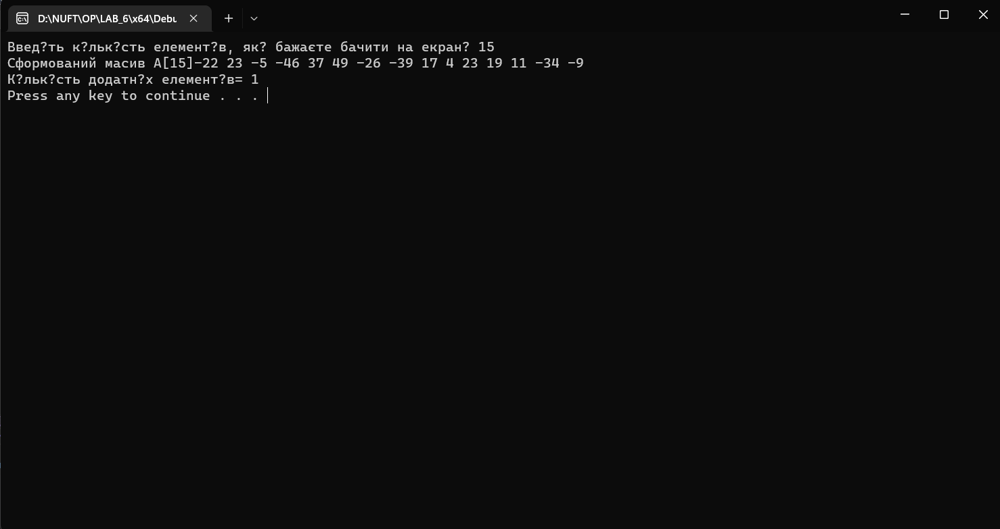 D:\NUFT\OP\LAB_6\x64\Debu
Введ?ть к?льк?сть елемент?в, як? бажаєте бачити на екран? 15
Сформований масив A[15]-22 23 -5 -46 37 49 -26 -39 17 4 23 19 11 -34 -9
К?льк?сть додатн?х елемент?в= 1
Press any key to continue . . .